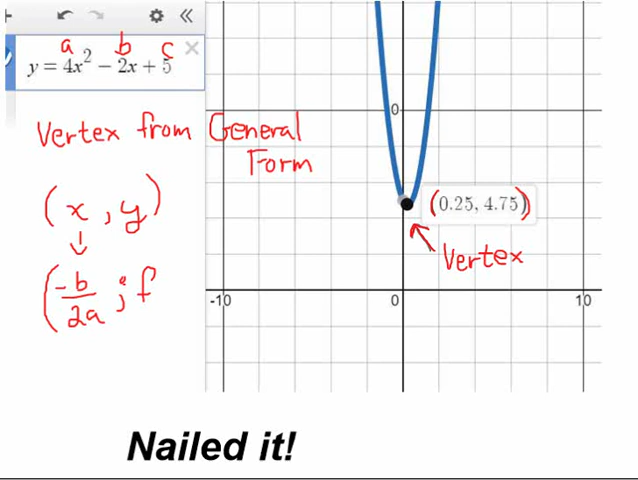 a b c
y = 4x² − 2x + 5
Vertex from General
Form
(x, y)
(-b/2a ; f
0
(0.25, 4.75)
Vertex
-10 0 10
Nailed it!